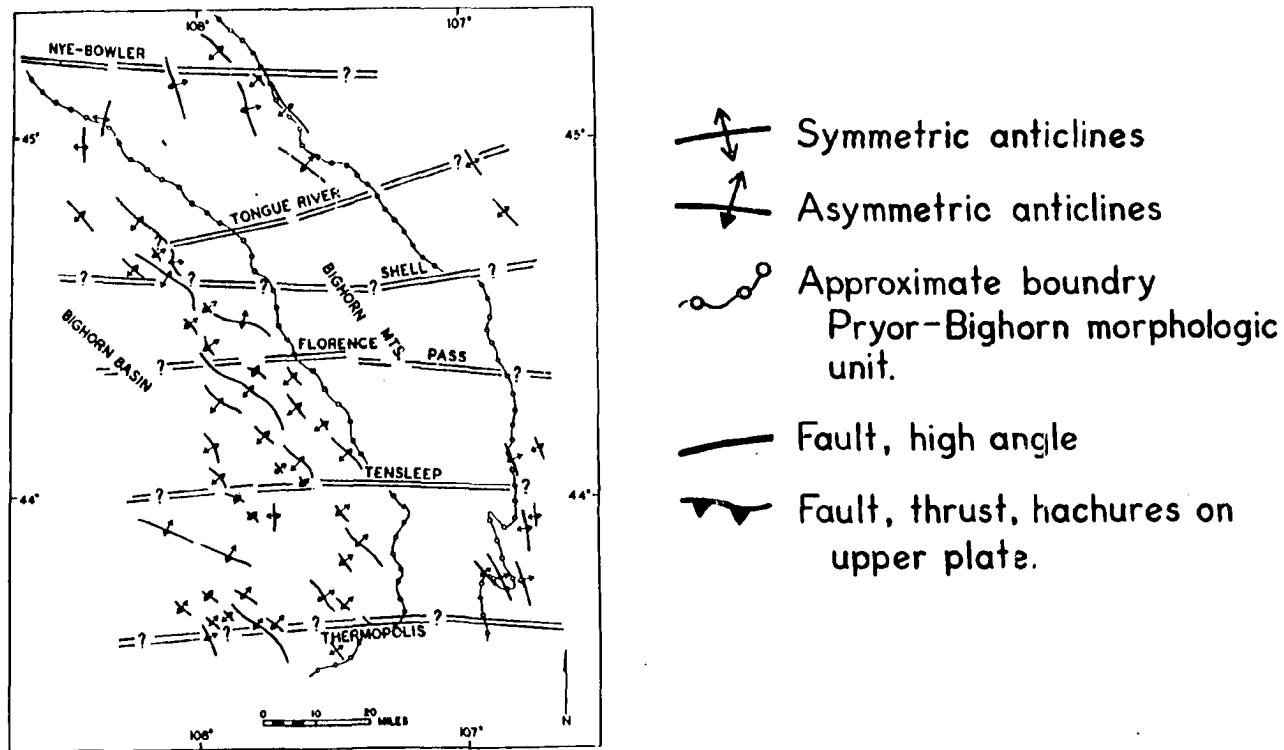 108°
107°
NYE-BOWLER
?
45°
45°
?
TONGUE RIVER
?
? ? ? ? SHELL ?
BIGHORN MTS.
BIGHORN BASIN
? ? FLORENCE ? PASS ?
TENSLEEP
44°
? ?
44°
? ? ? ?
THERMOPOLIS
0 10 20
MILES
N
108°
107°
Symmetric anticlines
Asymmetric anticlines
Approximate boundry
Pryor-Bighorn morphologic
unit.
Fault, high angle
Fault, thrust, hachures on
upper plate.